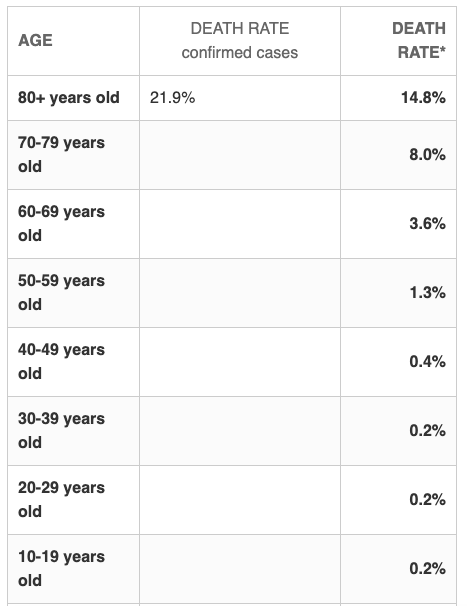 AGE
DEATH RATE
confirmed cases
DEATH
RATE*
80+ years old 21.9% 14.8%
70-79 years
old
8.0%
60-69 years
old
3.6%
50-59 years
old
1.3%
40-49 years
old
0.4%
30-39 years
old
0.2%
20-29 years
old
0.2%
10-19 years
old
0.2%